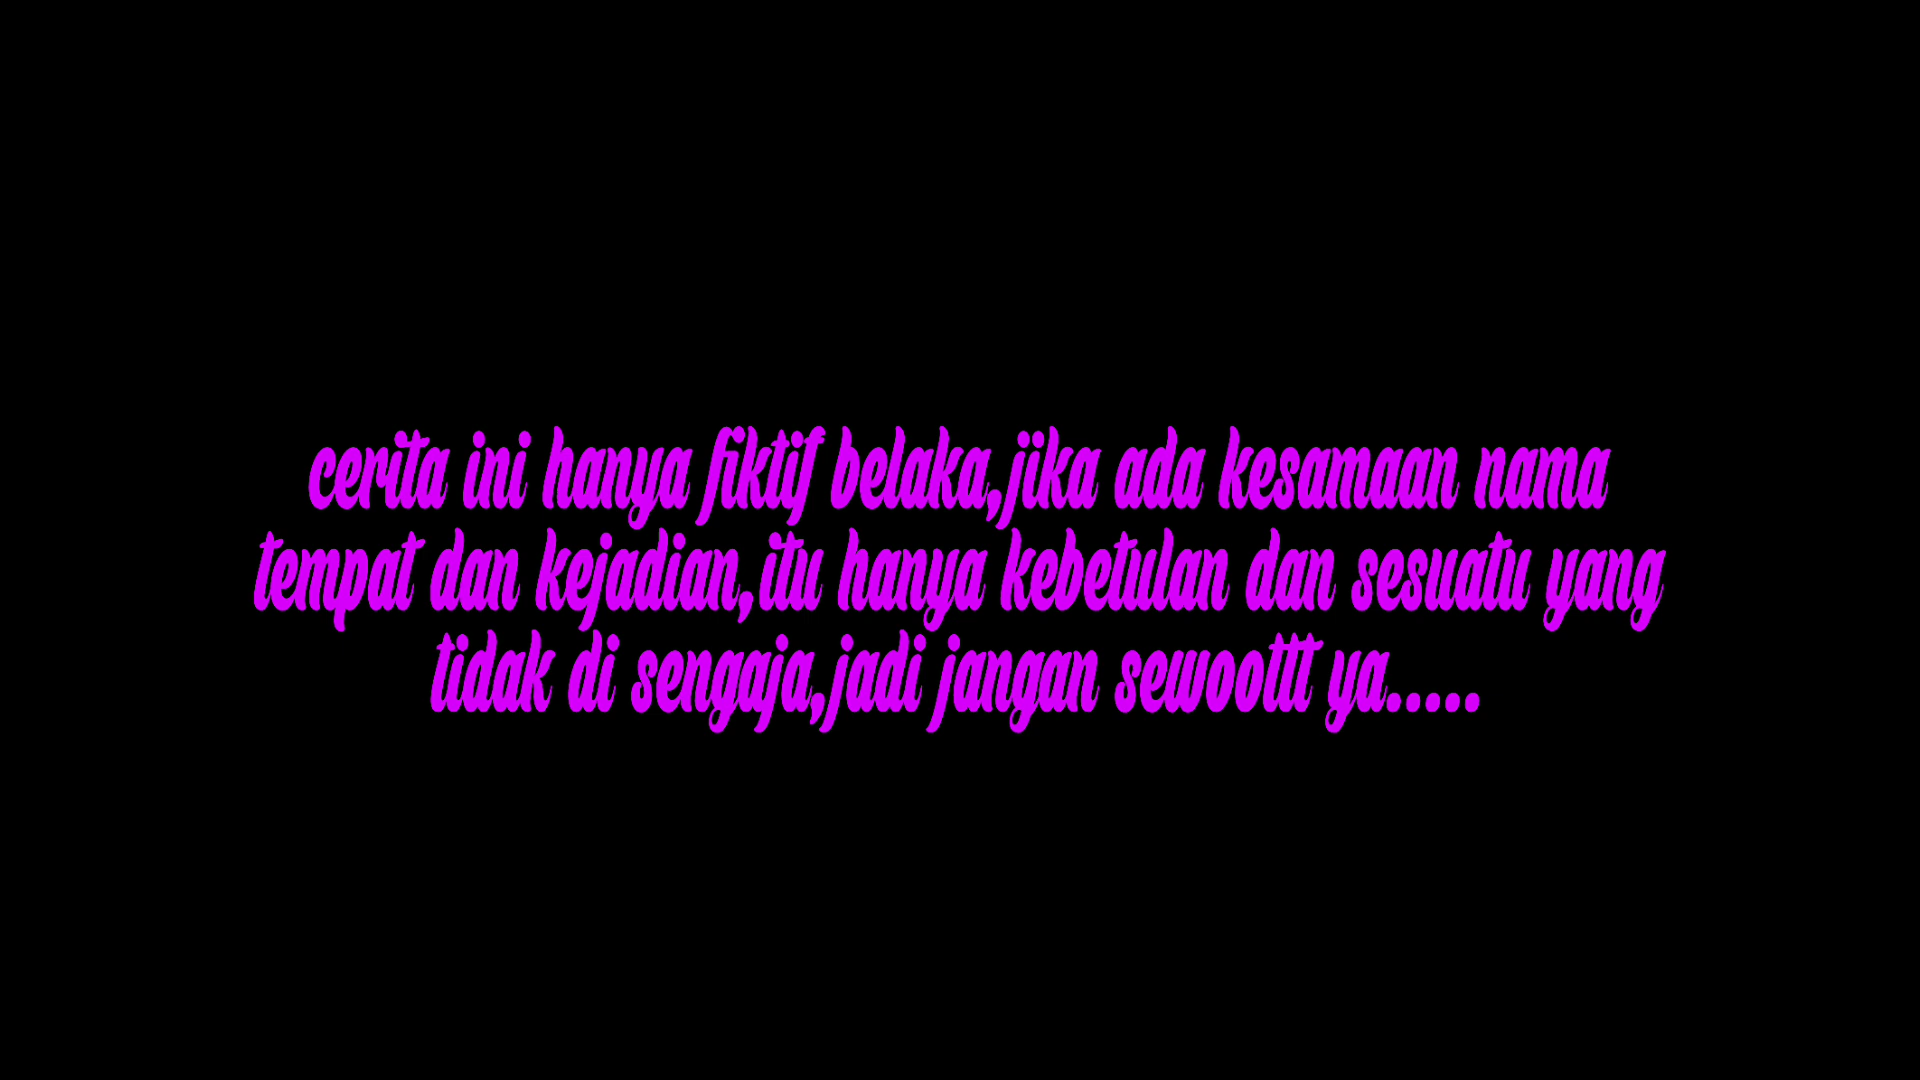 cerita ini hanya fiktif belaka,jika ada kesamaan nama
tempat dan kejadian,itu hanya kebetulan dan sesuatu yang
tidak di sengaja,jadi jangan sewoottt ya.....